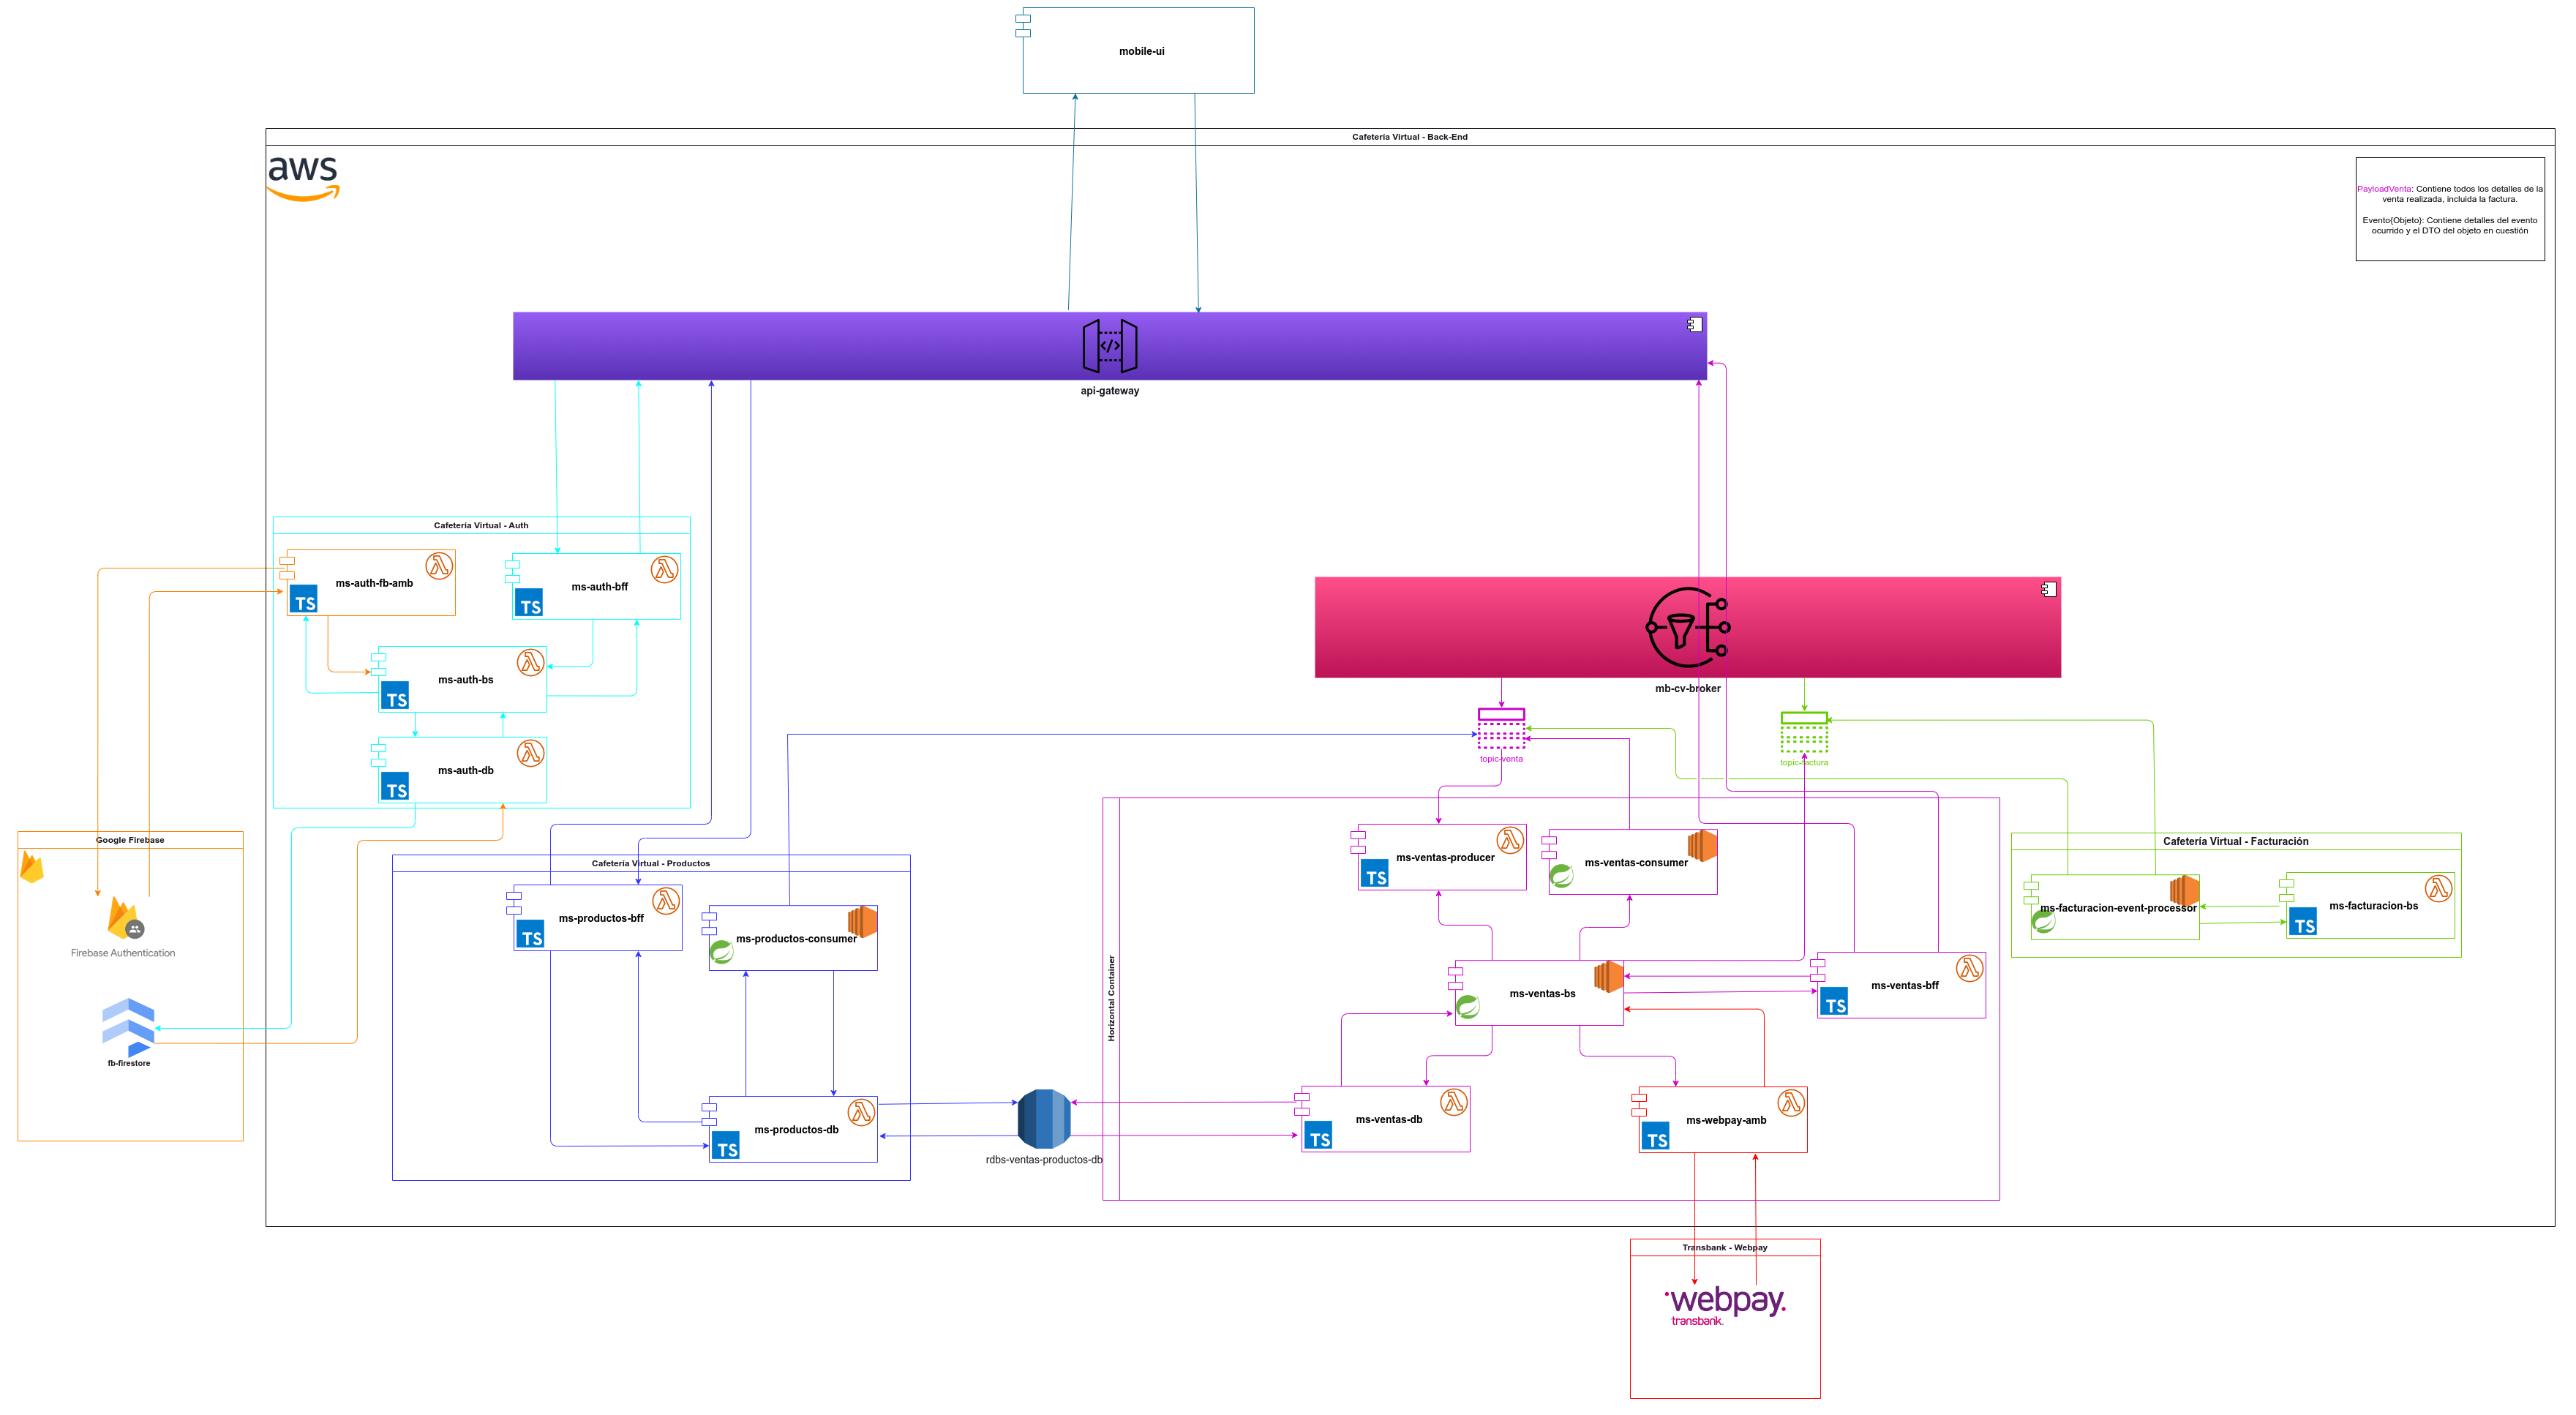 mobile-ui
Cafetería Virtual - Back-End
aws
PayloadVenta: Contiene todos los detalles de la
venta realizada, incluida la factura.
Evento{Objeto}: Contiene detalles del evento
ocurrido y el DTO del objeto en cuestión
</>
api-gateway
Cafetería Virtual - Auth
ms-auth-fb-amb
TS
ms-auth-bff
TS
ms-auth-bs
TS
ms-auth-db
TS
mb-cv-broker
topic-venta
topic-factura
Google Firebase
Firebase Authentication
fb-firestore
Cafetería Virtual - Productos
ms-productos-bff
TS
ms-productos-consumer
ms-productos-db
TS
rdbs-ventas-productos-db
Horizontal Container
ms-ventas-producer
TS
ms-ventas-consumer
ms-ventas-bs
ms-ventas-bff
TS
ms-ventas-db
TS
ms-webpay-amb
TS
Cafetería Virtual - Facturación
ms-facturacion-event-processor
ms-facturacion-bs
TS
Transbank - Webpay
webpay.
transbank.